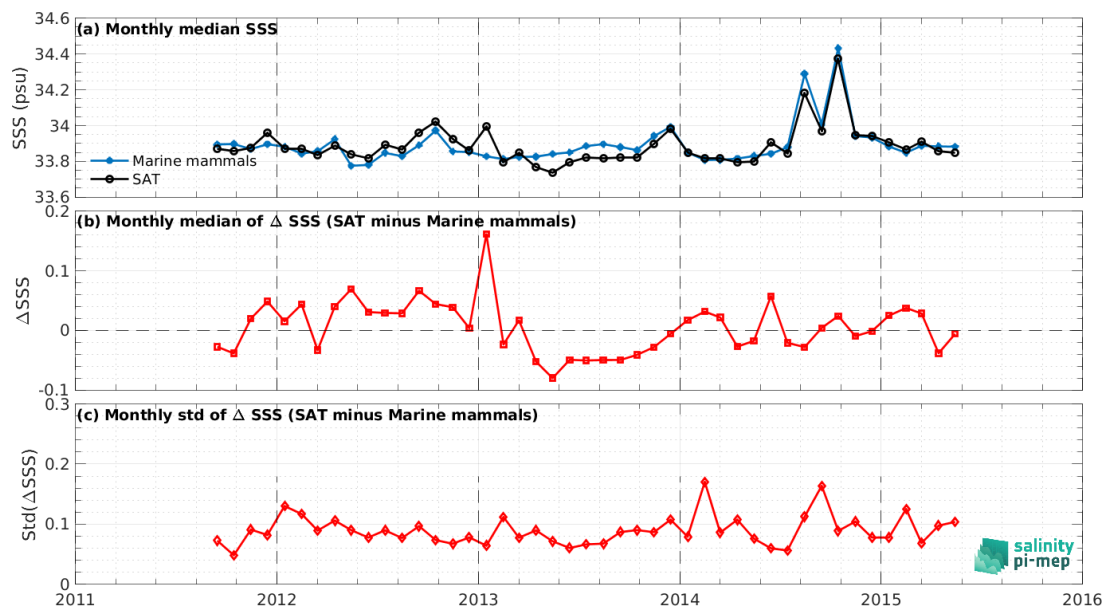 34.6
34.4
34.2
34
33.8
33.6
SSS (psu)
(a) Monthly median SSS
Marine mammals
SAT
0.2
0.1
0
-0.1
ΔSSS
(b) Monthly median of Δ SSS (SAT minus Marine mammals)
0.3
0.2
0.1
0
Std(ΔSSS)
(c) Monthly std of Δ SSS (SAT minus Marine mammals)
salinity
pi-mep
2011 2012 2013 2014 2015 2016